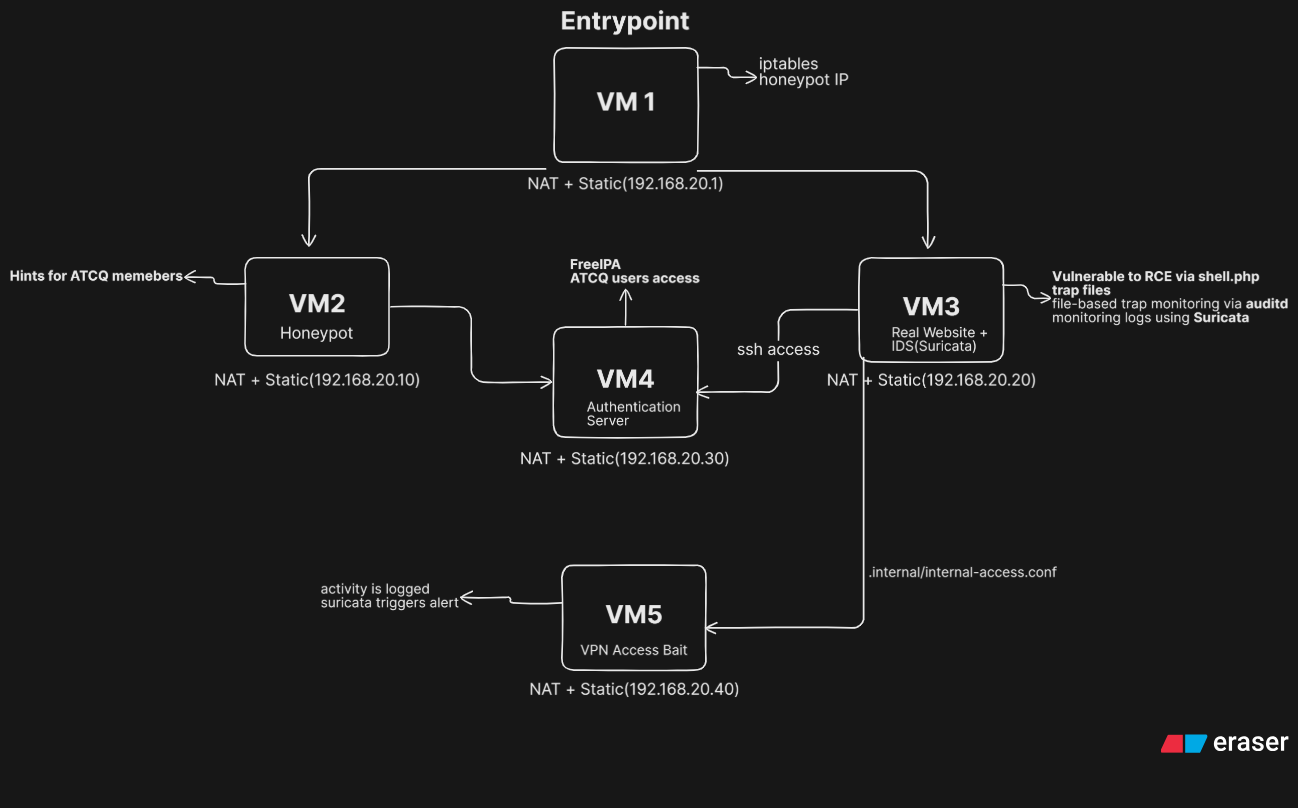 Entrypoint
VM 1
iptables
honeypot IP
NAT + Static(192.168.20.1)
Hints for ATCQ memebers
VM2
Honeypot
NAT + Static(192.168.20.10)
FreeIPA
ATCQ users access
VM4
Authentication
Server
NAT + Static(192.168.20.30)
ssh access
VM3
Real Website +
IDS(Suricata)
NAT + Static(192.168.20.20)
Vulnerable to RCE via shell.php
trap files
file-based trap monitoring via auditd
monitoring logs using Suricata
.internal/internal-access.conf
activity is logged
suricata triggers alert
VM5
VPN Access Bait
NAT + Static(192.168.20.40)
eraser